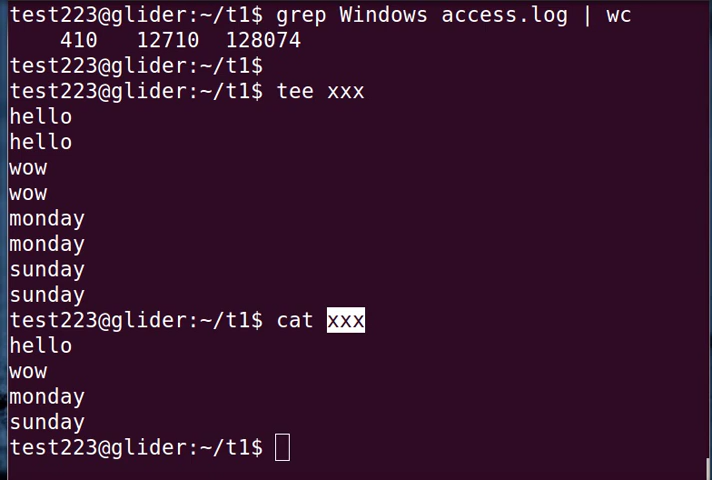 test223@glider:~/t1$ grep Windows access.log | wc
    410   12710  128074
test223@glider:~/t1$
test223@glider:~/t1$ tee xxx
hello
hello
wow
wow
monday
monday
sunday
sunday
test223@glider:~/t1$ cat xxx
hello
wow
monday
sunday
test223@glider:~/t1$